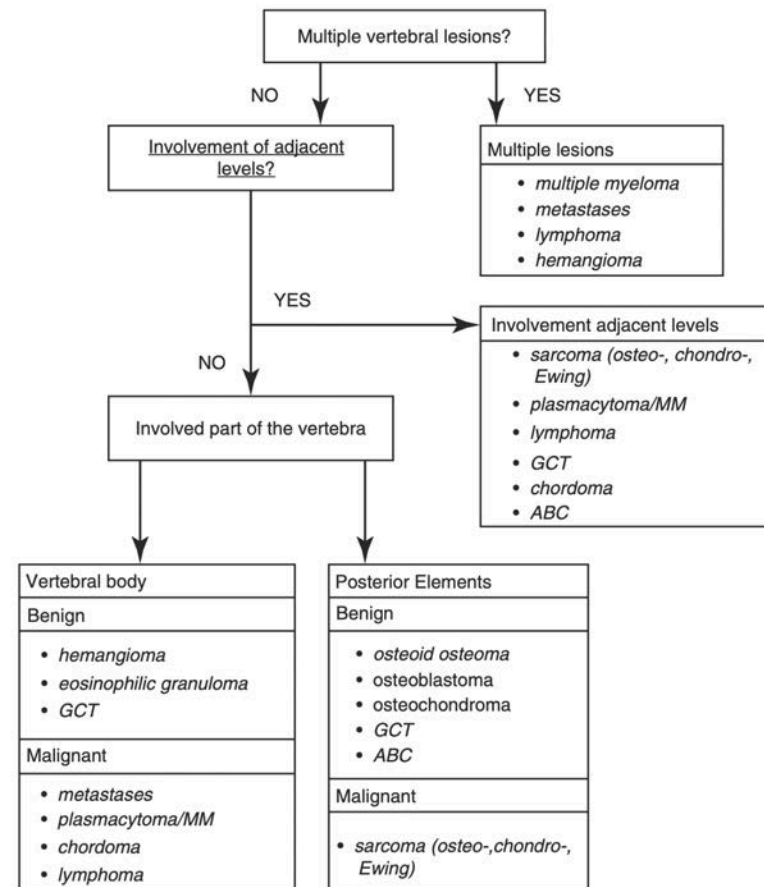 Multiple vertebral lesions?
NO
YES
Involvement of adjacent
levels?
Multiple lesions
• multiple myeloma
• metastases
• lymphoma
• hemangioma
YES
Involvement adjacent levels
• sarcoma (osteo-, chondro-,
Ewing)
• plasmacytoma/MM
• lymphoma
• GCT
• chordoma
• ABC
NO
Involved part of the vertebra
Vertebral body
Benign
• hemangioma
• eosinophilic granuloma
• GCT
Malignant
• metastases
• plasmacytoma/MM
• chordoma
• lymphoma
Posterior Elements
Benign
• osteoid osteoma
• osteoblastoma
• osteochondroma
• GCT
• ABC
Malignant
• sarcoma (osteo-,chondro-,
Ewing)